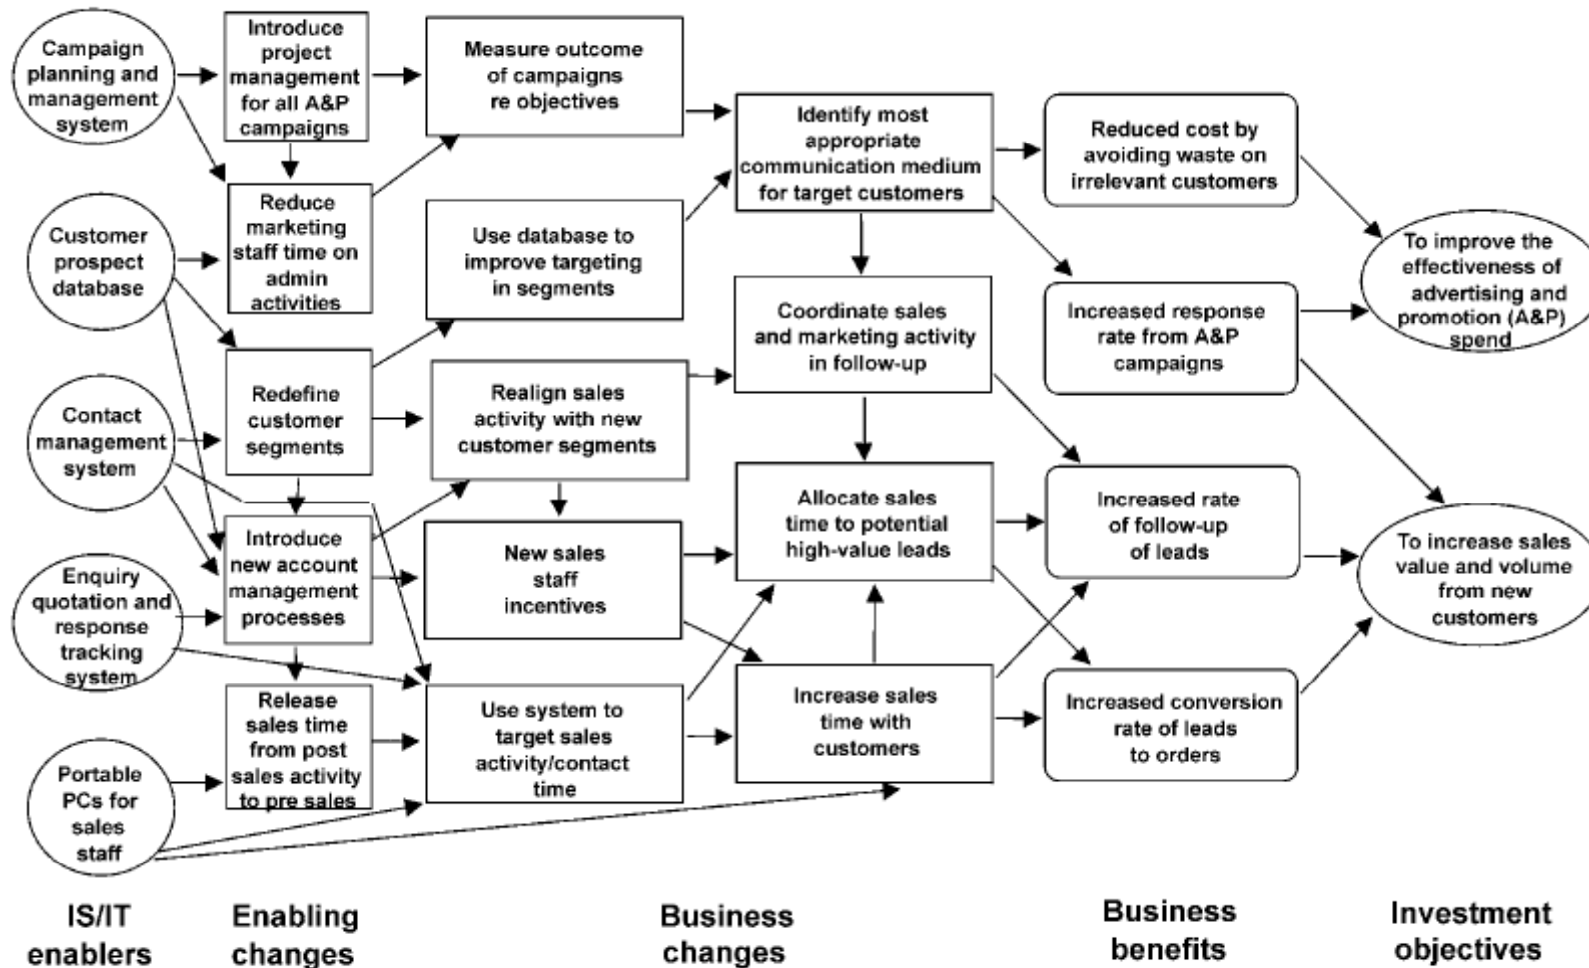 Campaign
planning and
management
system
Customer
prospect
database
Contact
management
system
Enquiry
quotation and
response
tracking
system
Portable
PCs for
sales
staff
IS/IT
enablers
Introduce
project
management
for all A&P
campaigns
Reduce
marketing
staff time on
admin
activities
Redefine
customer
segments
Introduce
new account
management
processes
Release
sales time
from post
sales activity
to pre sales
Enabling
changes
Measure outcome
of campaigns
re objectives
Use database to
improve targeting
in segments
Realign sales
activity with new
customer segments
New sales
staff
incentives
Use system to
target sales
activity/contact
time
Identify most
appropriate
communication medium
for target customers
Coordinate sales
and marketing activity
in follow-up
Allocate sales
time to potential
high-value leads
Increase sales
time with
customers
Business
changes
Reduced cost by
avoiding waste on
irrelevant customers
Increased response
rate from A&P
campaigns
Increased rate
of follow-up
of leads
Increased conversion
rate of leads
to orders
Business
benefits
To improve the
effectiveness of
advertising and
promotion (A&P)
spend
To increase sales
value and volume
from new
customers
Investment
objectives